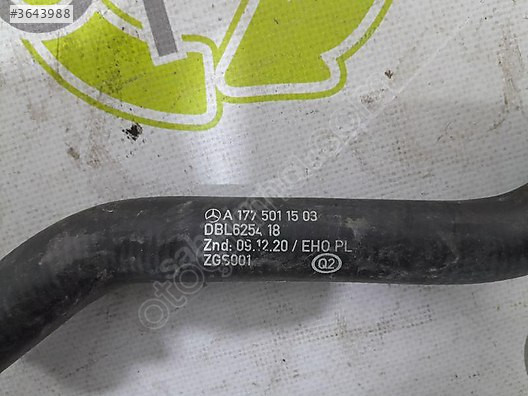 #3643988
A 177 501 15 03
DBL6254 18
Znd: 09.12.20 / EHO PL
ZGS001
Q2